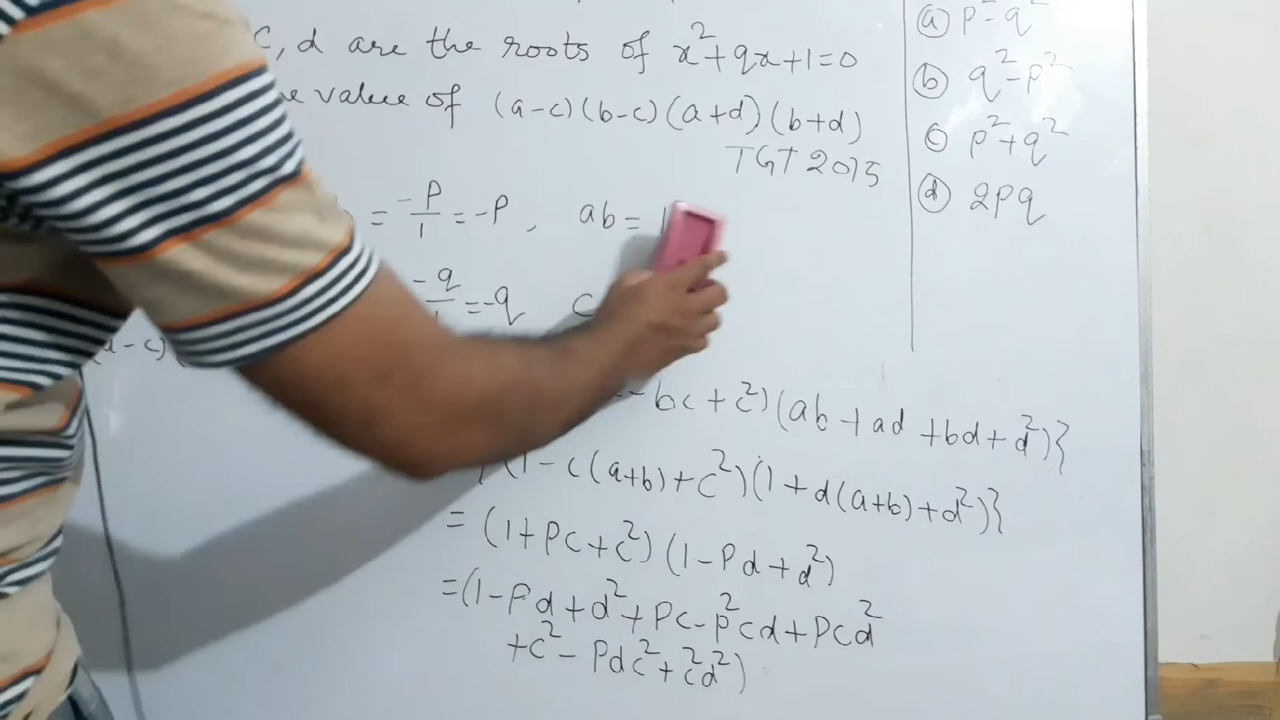 c, d are the roots of x²+qx+1=0
value of (a-c)(b-c)(a+d)(b+d)
TGT 2015
ⓐ p²-q²
ⓑ q²-p²
ⓒ p²+q²
ⓓ 2pq
= -P/1 = -P , ab = 1
-q/1 = -q c
-c)
- bc + c²)(ab + ad + bd + d²)}
(1 - c(a+b) + c²)(1 + d(a+b) + d²)}
= (1 + Pc + c²)(1 - Pd + d²)
= (1 - Pd + d² + Pc - p²cd + Pcd²
+ c² - Pdc² + c²d²)